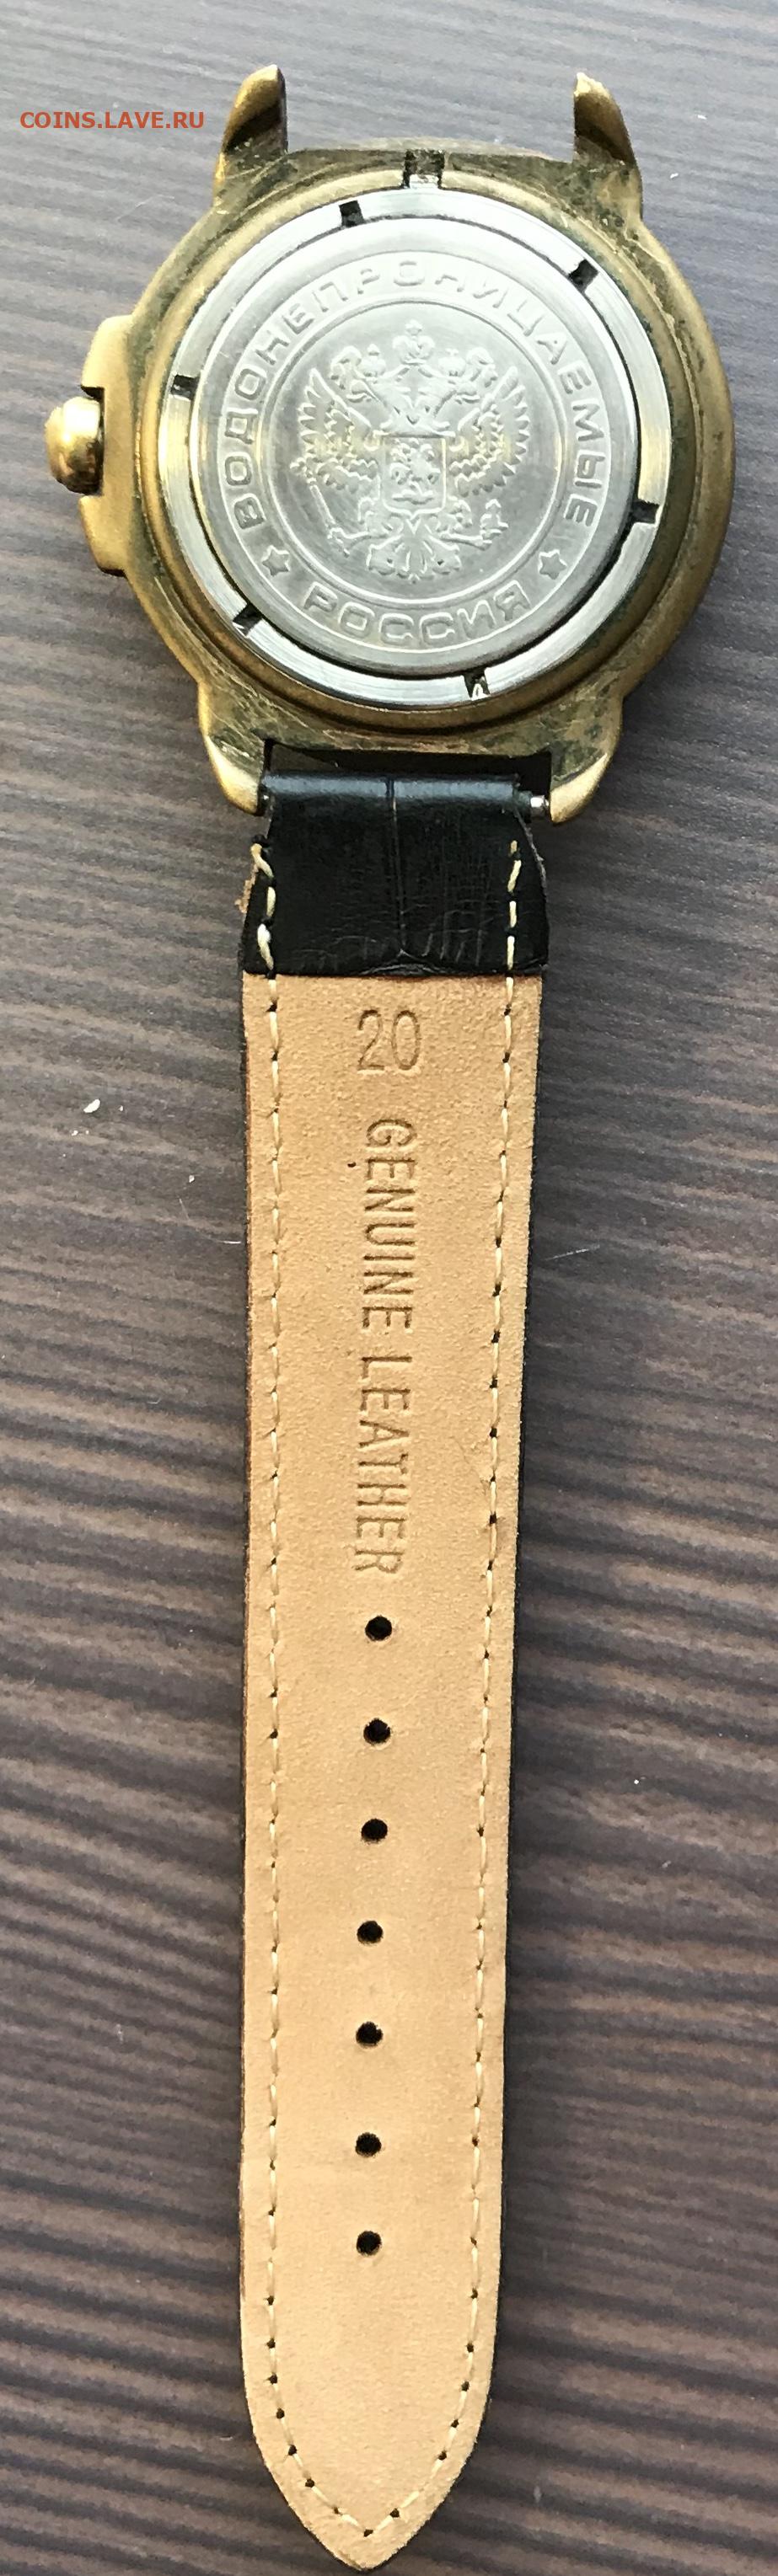 COINS.LAVE.RU
ВОДОНЕПРОНИЦАЕМЫЕ
РОССИЯ
20
GENUINE LEATHER